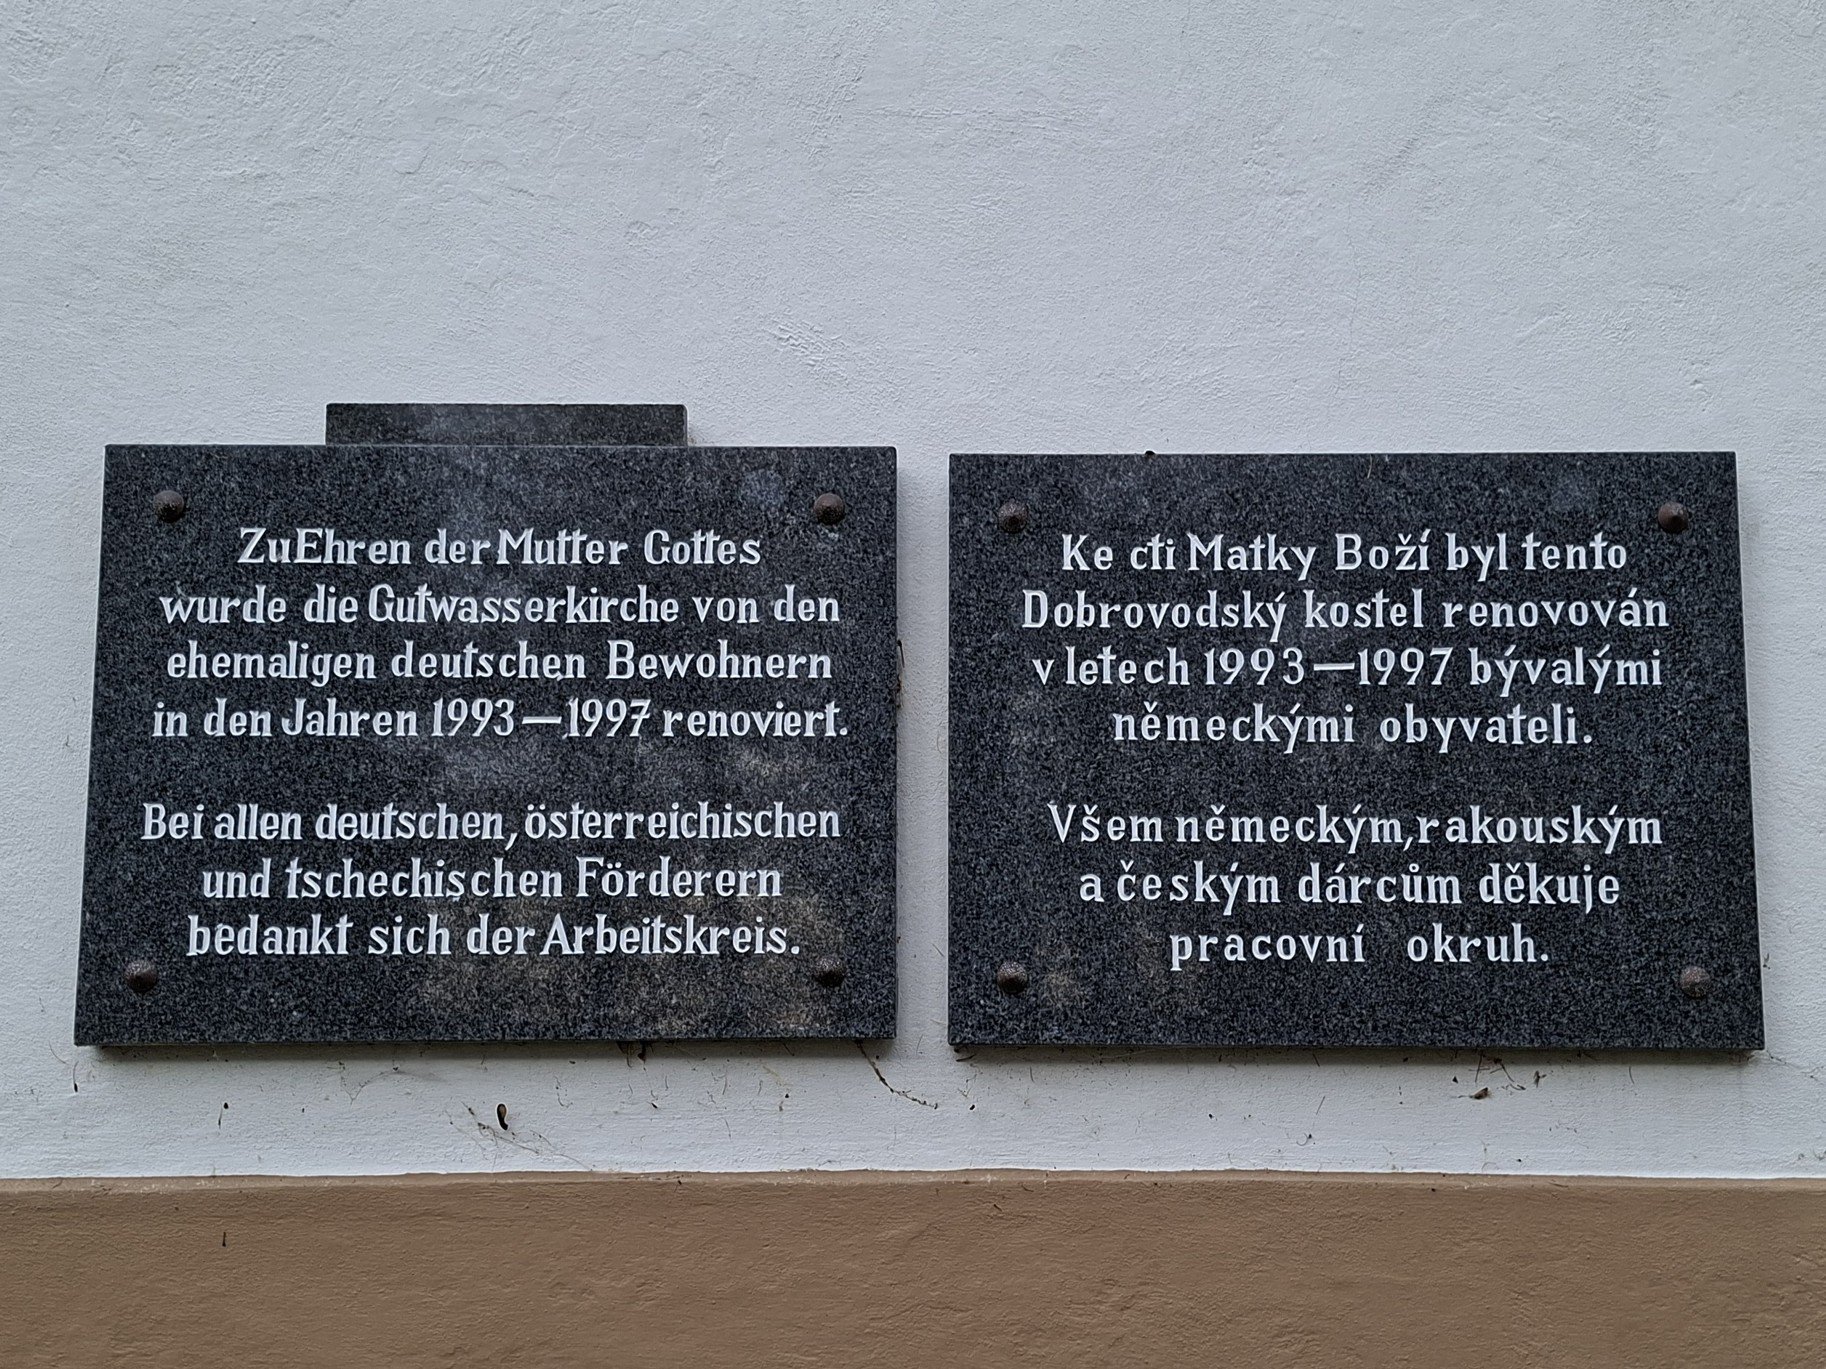 Zu Ehren der Mutter Gottes
wurde die Gutwasserkirche von den
ehemaligen deutschen Bewohnern
in den Jahren 1993—1997 renoviert.
Bei allen deutschen, österreichischen
und tschechischen Förderern
bedankt sich der Arbeitskreis.
Ke cti Matky Boží byl tento
Dobrovodský kostel renovován
v letech 1993—1997 bývalými
německými obyvateli.
Všem německým, rakouským
a českým dárcům děkuje
pracovní okruh.